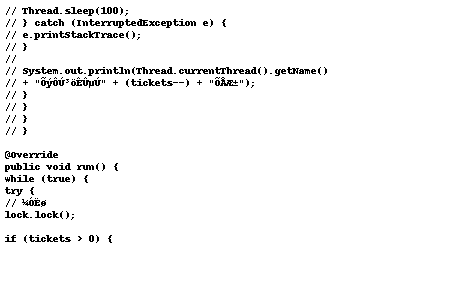 // Thread.sleep(100);
// } catch (InterruptedException e) {
// e.printStackTrace();
// }
//
// System.out.println(Thread.currentThread().getName()
// + "ÕýÔÚ³öÊÛµÚ" + (tickets--) + "ÕÅÆ±");
// }
// }
// }
// }
@Override
public void run() {
while (true) {
try {
// ¼ÓËø
lock.lock();
if (tickets > 0) {